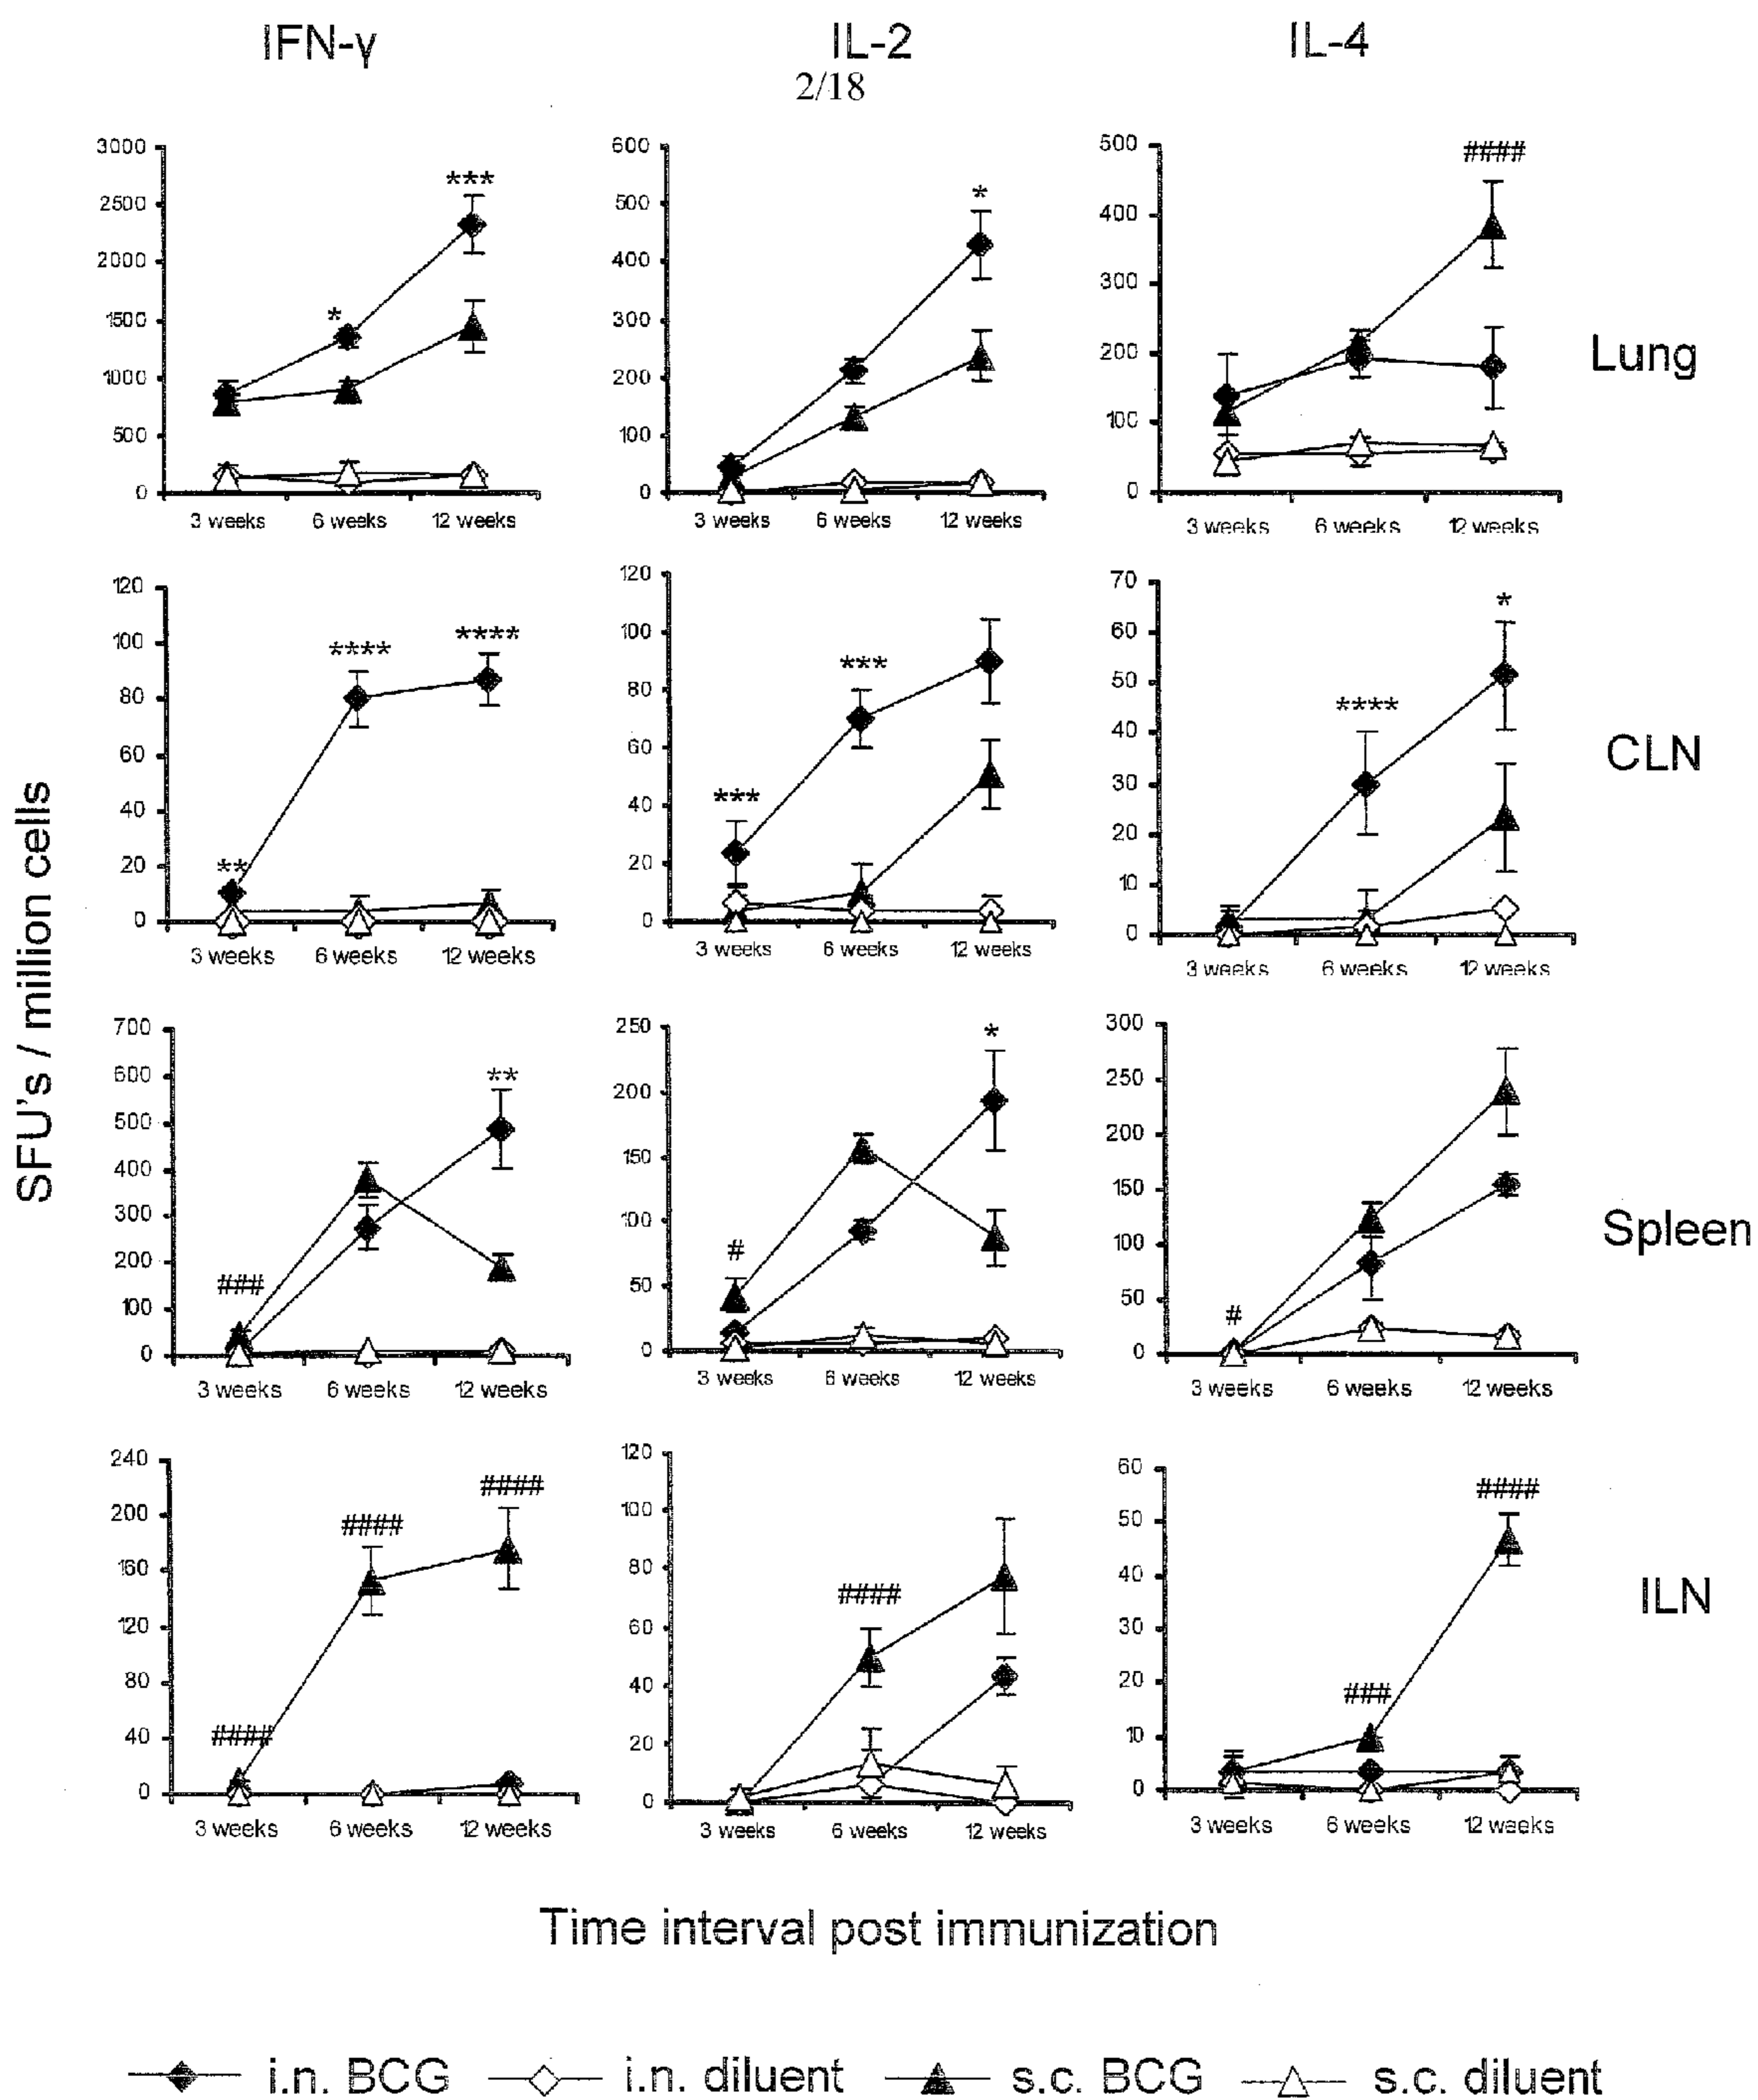 IFN-γ IL-2 IL-4
2/18
3000 600 500
2500 500 400
2000 400 300
1500 300 200
1000 200 100
500 100 0
0 0
*** * ####
*
3 weeks 6 weeks 12 weeks 3 weeks 6 weeks 12 weeks 3 weeks 6 weeks 12 weeks
Lung
120 120 70
100 100 60
80 80 50
60 60 40
40 40 30
20 20 20
0 0 10
0
** **** **** *** *** **** *
3 weeks 6 weeks 12 weeks 3 weeks 6 weeks 12 weeks 3 weeks 6 weeks 12 weeks
CLN
SFU's / million cells
700 250 300
600 200 250
500 150 200
400 100 150
300 50 100
200 0 50
100 0
0
### ** # * #
3 weeks 6 weeks 12 weeks 3 weeks 6 weeks 12 weeks 3 weeks 6 weeks 12 weeks
Spleen
240 120 60
200 100 50
160 80 40
120 60 30
80 40 20
40 20 10
0 0 0
#### #### #### #### ### ####
3 weeks 6 weeks 12 weeks 3 weeks 6 weeks 12 weeks 3 weeks 6 weeks 12 weeks
ILN
Time interval post immunization
i.n. BCG i.n. diluent s.c. BCG s.c. diluent